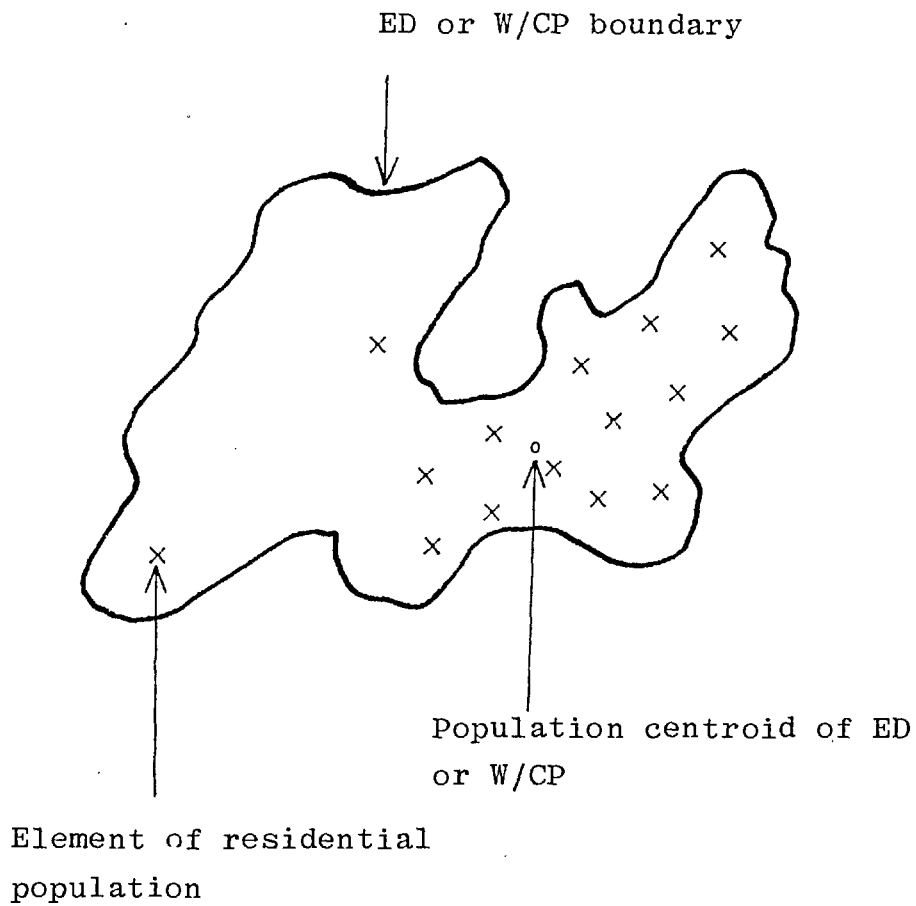 ED or W/CP boundary
Population centroid of ED
or W/CP
Element of residential
population